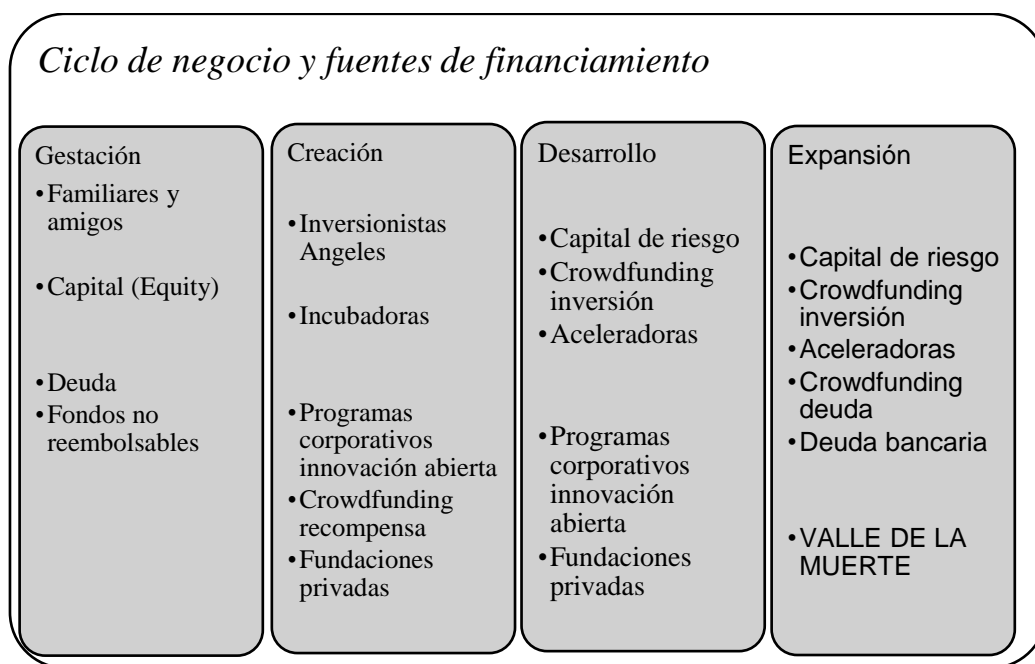 Ciclo de negocio y fuentes de financiamiento
Gestación
•Familiares y
amigos
•Capital (Equity)
•Deuda
•Fondos no
reembolsables
Creación
•Inversionistas
Angeles
•Incubadoras
•Programas
corporativos
innovación abierta
•Crowdfunding
recompensa
•Fundaciones
privadas
Desarrollo
•Capital de riesgo
•Crowdfunding
inversión
•Aceleradoras
•Programas
corporativos
innovación
abierta
•Fundaciones
privadas
Expansión
•Capital de riesgo
•Crowdfunding
inversión
•Aceleradoras
•Crowdfunding
deuda
•Deuda bancaria
•VALLE DE LA
MUERTE